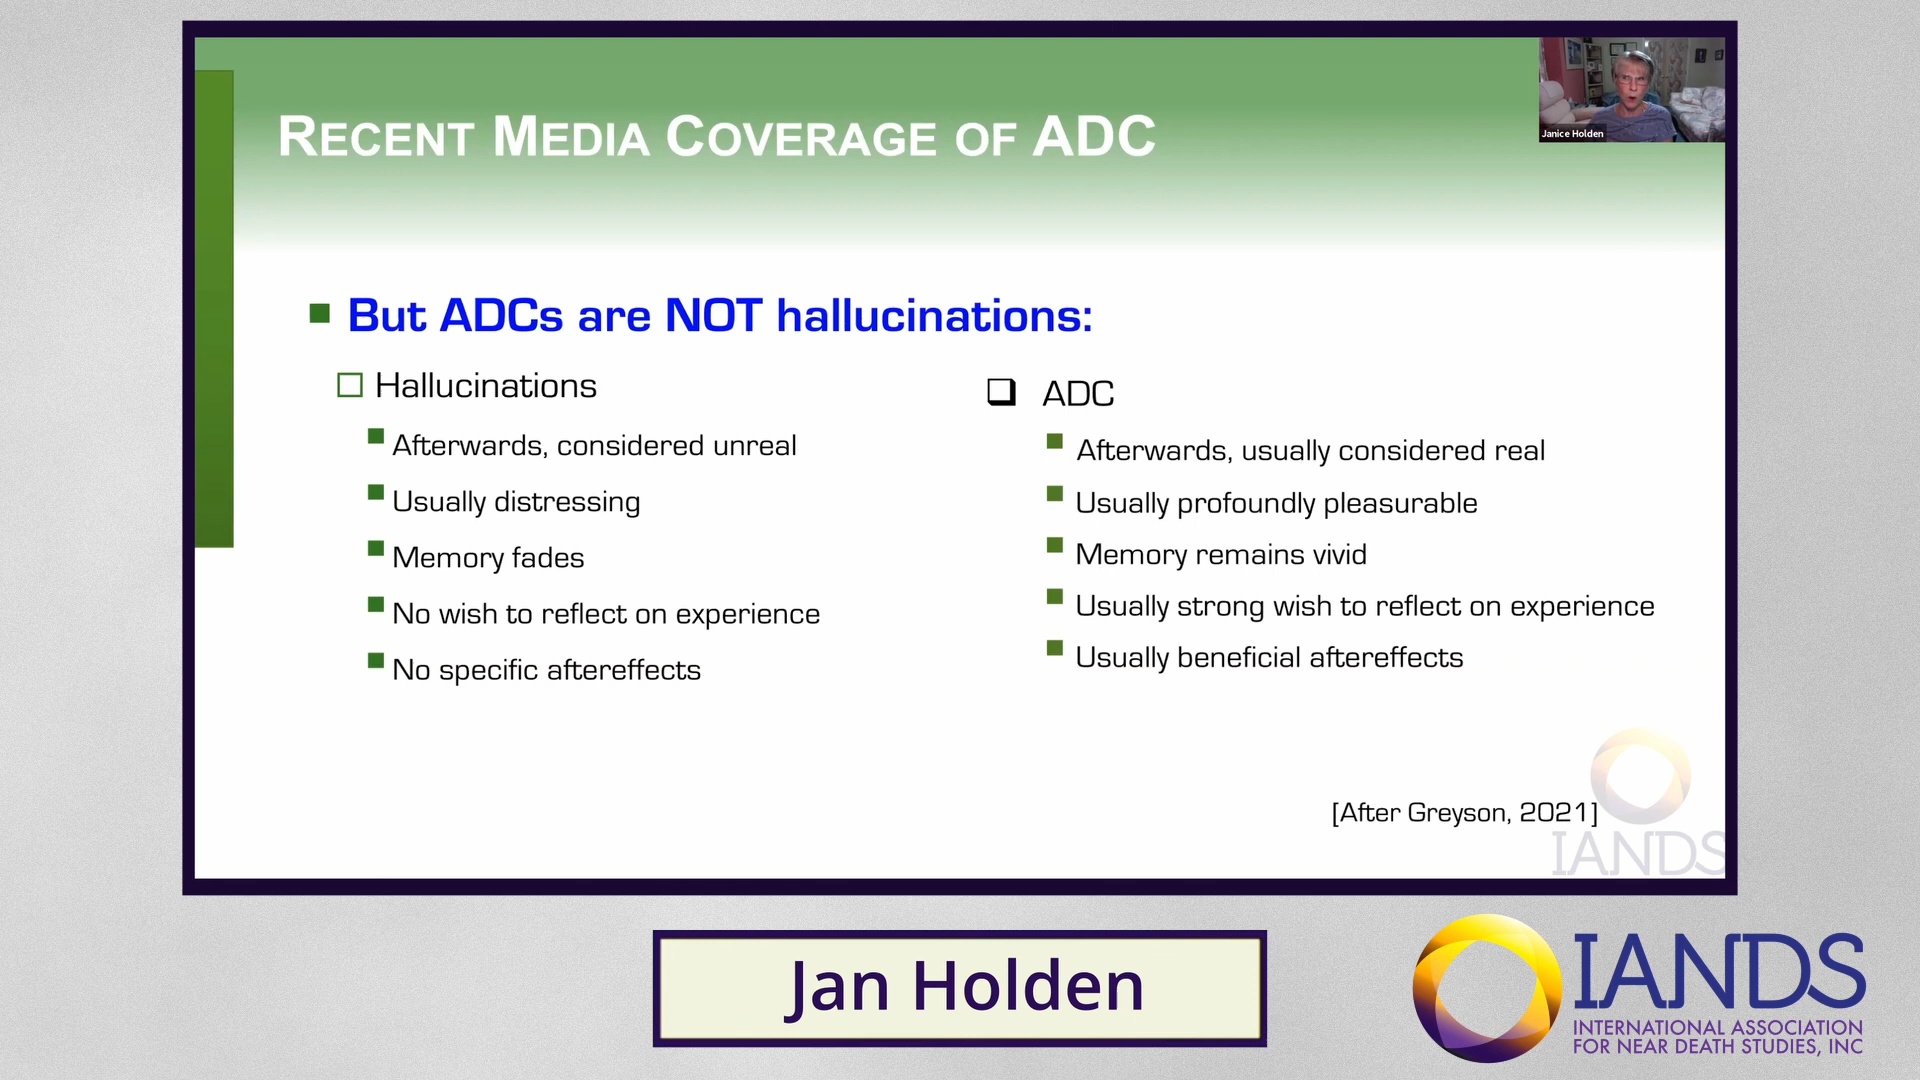 RECENT MEDIA COVERAGE OF ADC
Janice Holden
But ADCs are NOT hallucinations:
Hallucinations
Afterwards, considered unreal
Usually distressing
Memory fades
No wish to reflect on experience
No specific aftereffects
ADC
Afterwards, usually considered real
Usually profoundly pleasurable
Memory remains vivid
Usually strong wish to reflect on experience
Usually beneficial aftereffects
[After Greyson, 2021]
IANDS
Jan Holden
IANDS
INTERNATIONAL ASSOCIATION
FOR NEAR DEATH STUDIES, INC